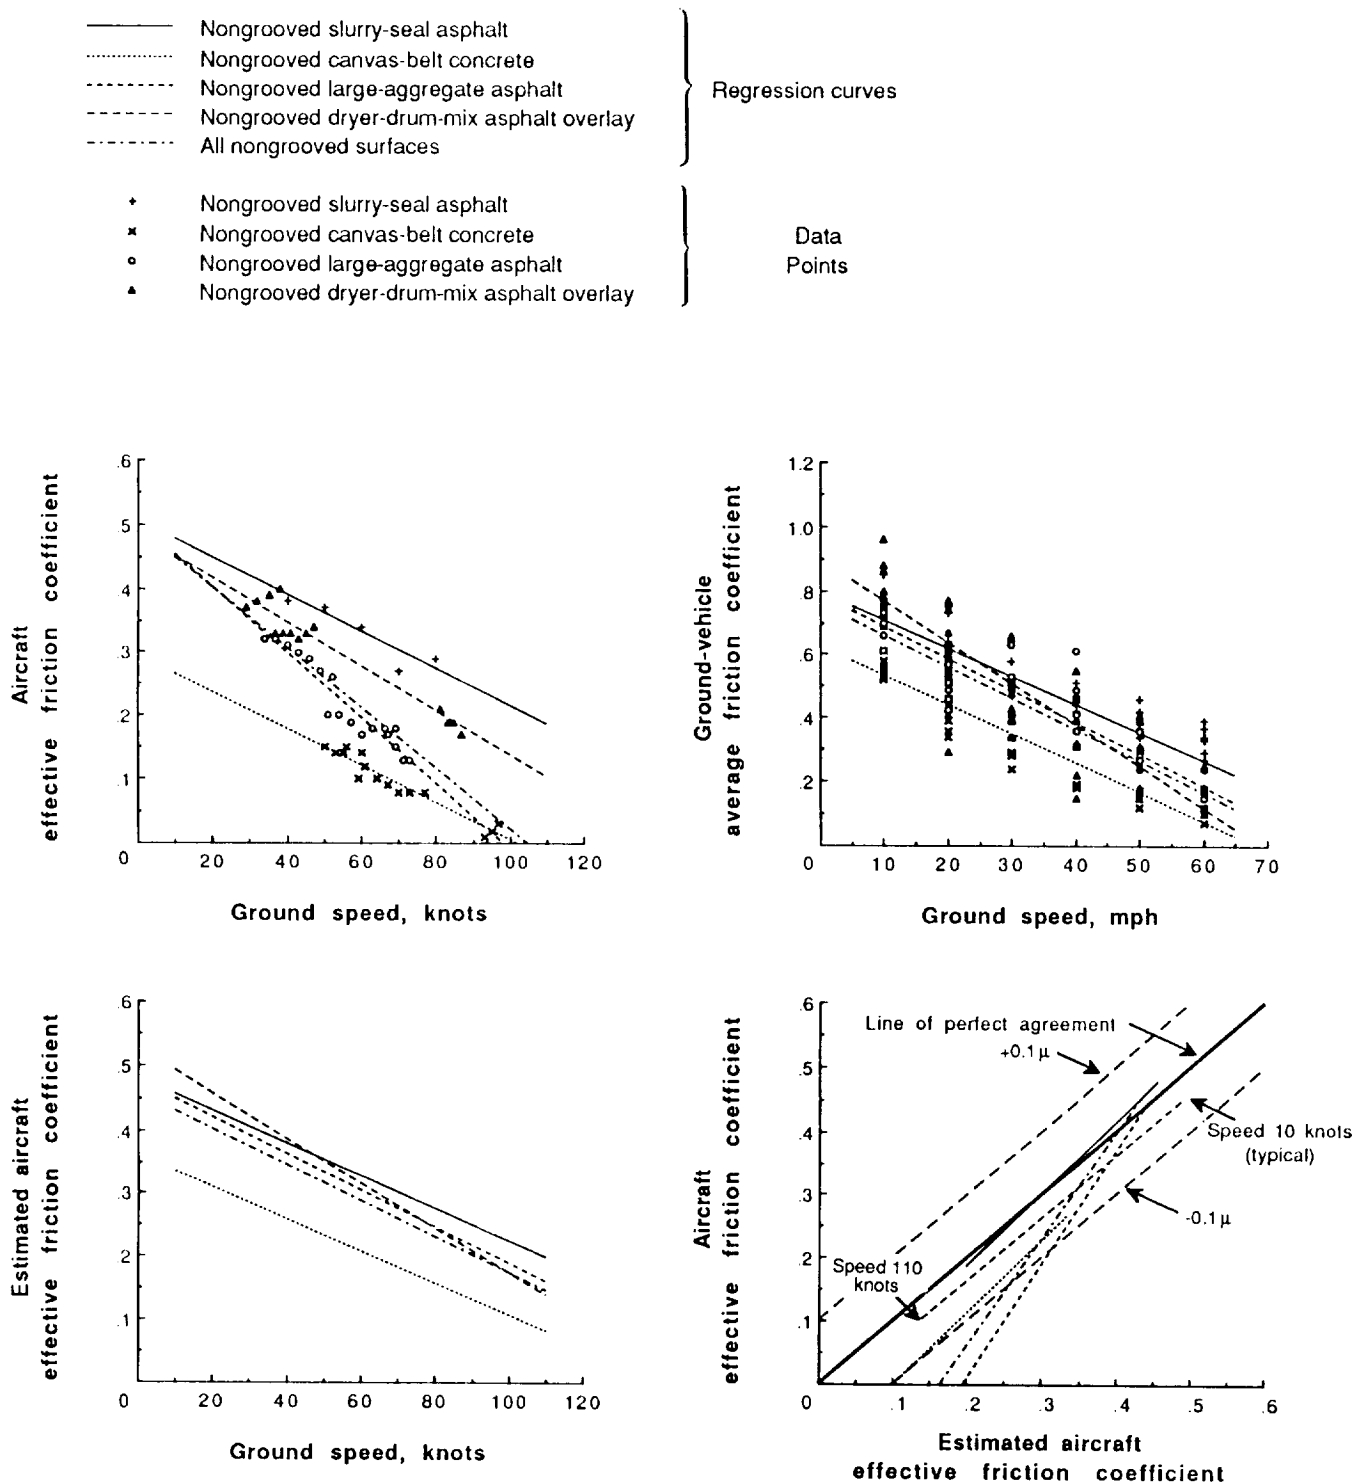 Nongrooved slurry-seal asphalt
Nongrooved canvas-belt concrete
Nongrooved large-aggregate asphalt
Nongrooved dryer-drum-mix asphalt overlay
All nongrooved surfaces
Regression curves
Nongrooved slurry-seal asphalt
Nongrooved canvas-belt concrete
Nongrooved large-aggregate asphalt
Nongrooved dryer-drum-mix asphalt overlay
Data
Points
Aircraft
effective friction coefficient
.6
.5
.4
.3
.2
.1
0 20 40 60 80 100 120
Ground speed, knots
Ground-vehicle
average friction coefficient
1.2
1.0
.8
.6
.4
.2
0 10 20 30 40 50 60 70
Ground speed, mph
Estimated aircraft
effective friction coefficient
.6
.5
.4
.3
.2
.1
0 20 40 60 80 100 120
Ground speed, knots
Aircraft
effective friction coefficient
.6
.5
.4
.3
.2
.1
0 .1 .2 .3 .4 .5 .6
Line of perfect agreement
+0.1 μ
Speed 10 knots
(typical)
-0.1 μ
Speed 110
knots
Estimated aircraft
effective friction coefficient